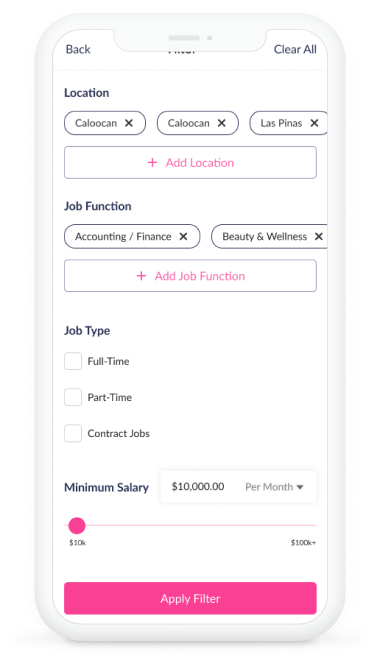 Back Clear All
Location
Caloocan ✕ Caloocan ✕ Las Pinas ✕
+ Add Location
Job Function
Accounting / Finance ✕ Beauty & Wellness ✕
+ Add Job Function
Job Type
Full-Time
Part-Time
Contract Jobs
Minimum Salary $10,000.00 Per Month
$10k $100k+
Apply Filter